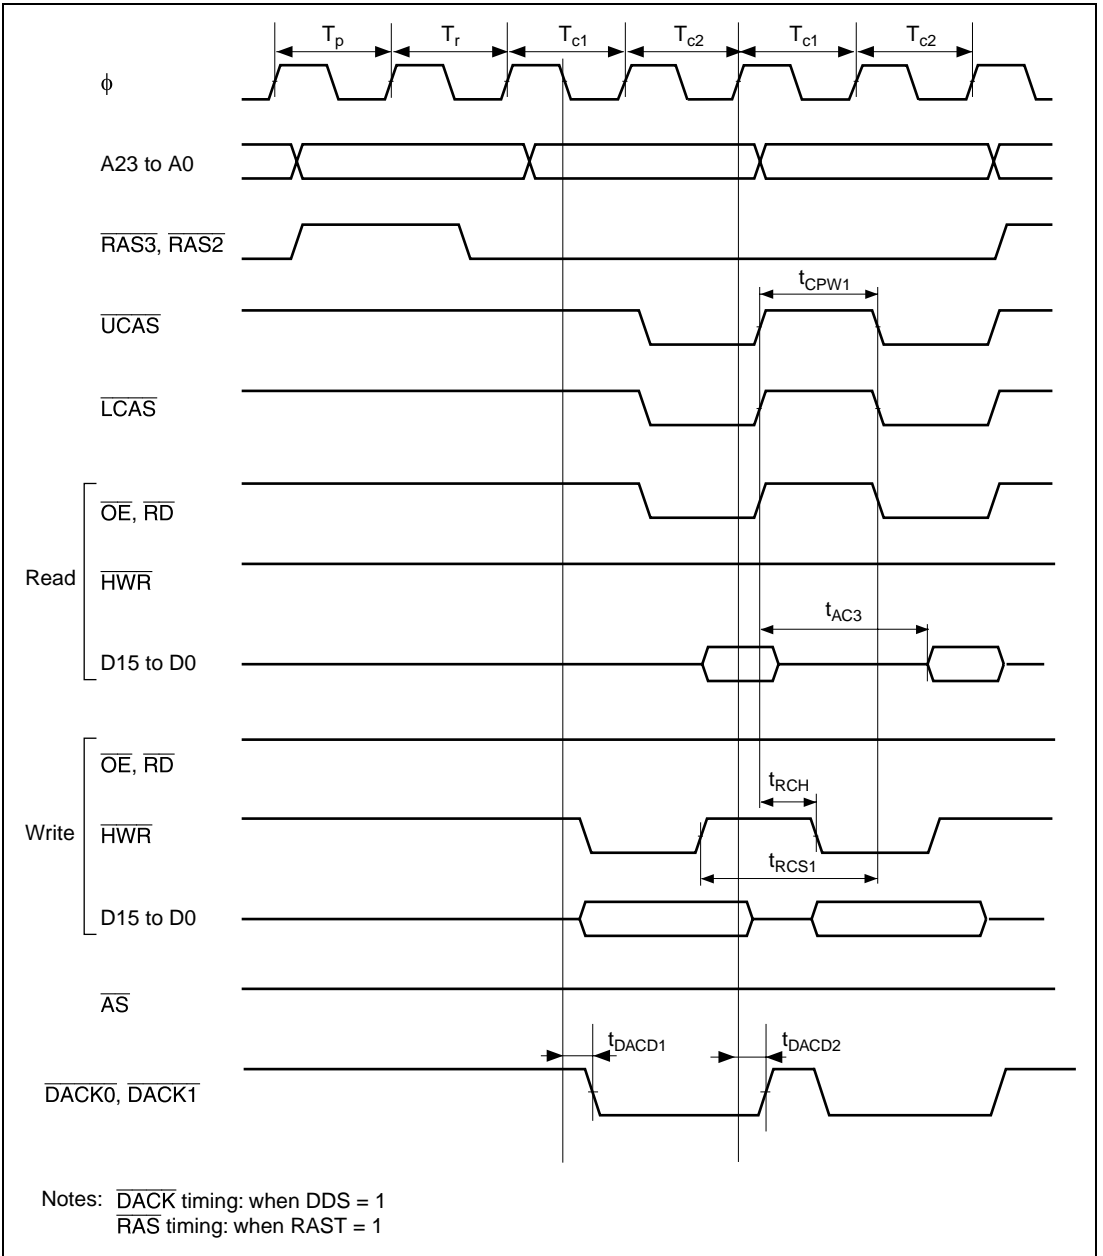 Tp Tr Tc1 Tc2 Tc1 Tc2
ϕ
A23 to A0
RAS3, RAS2
tCPW1
UCAS
LCAS
OE, RD
Read
HWR
tAC3
D15 to D0
OE, RD
tRCH
Write
HWR
tRCS1
D15 to D0
AS
tDACD1 tDACD2
DACK0, DACK1
Notes: DACK timing: when DDS = 1
RAS timing: when RAST = 1